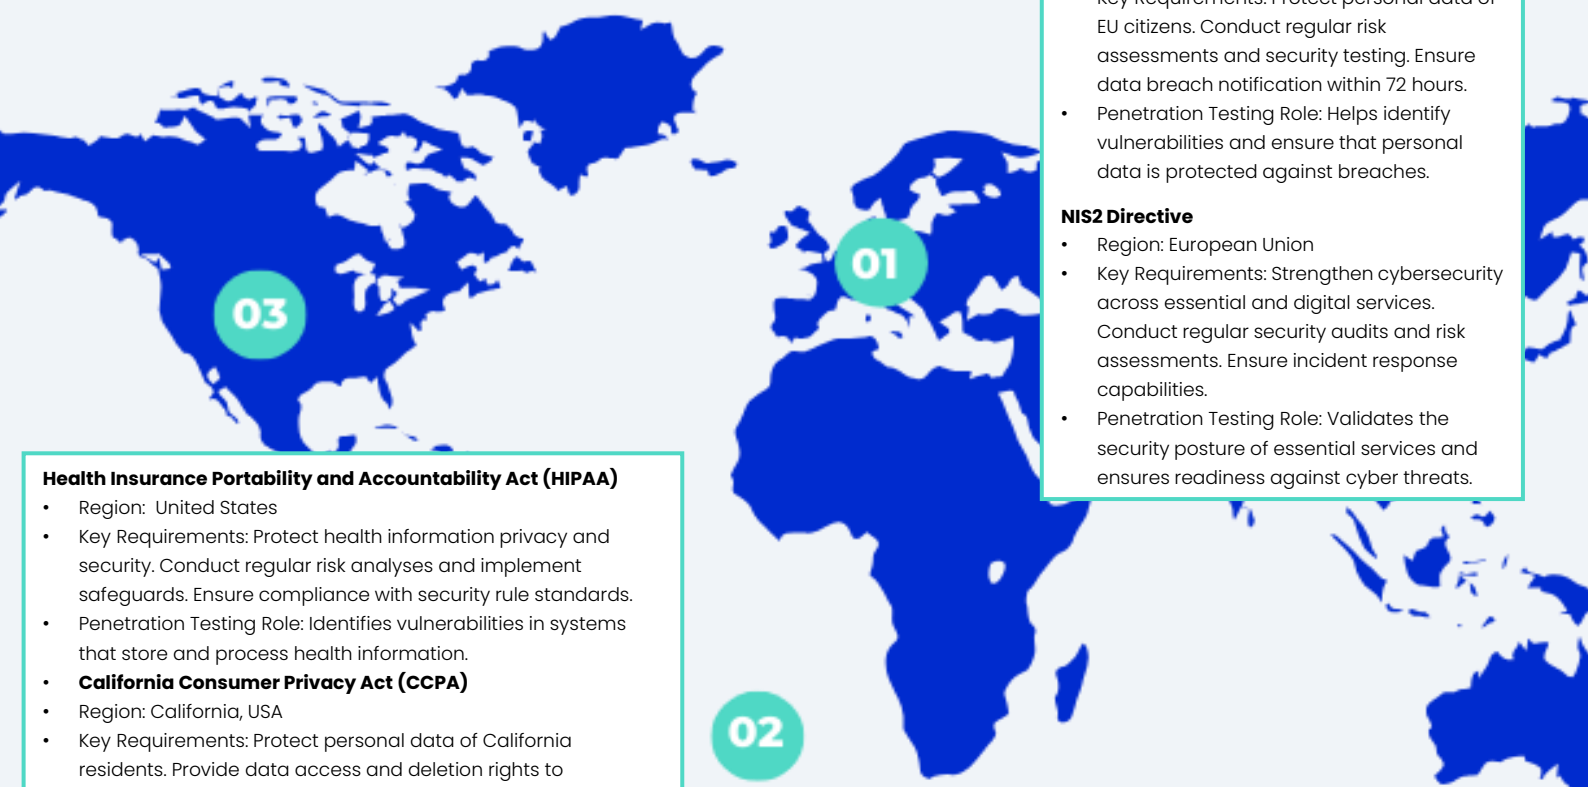 Key Requirements: Protect personal data of
EU citizens. Conduct regular risk
assessments and security testing. Ensure
data breach notification within 72 hours.
• Penetration Testing Role: Helps identify
vulnerabilities and ensure that personal
data is protected against breaches.
NIS2 Directive
• Region: European Union
• Key Requirements: Strengthen cybersecurity
across essential and digital services.
Conduct regular security audits and risk
assessments. Ensure incident response
capabilities.
• Penetration Testing Role: Validates the
security posture of essential services and
ensures readiness against cyber threats.
01
03
Health Insurance Portability and Accountability Act (HIPAA)
• Region:  United States
• Key Requirements: Protect health information privacy and
security. Conduct regular risk analyses and implement
safeguards. Ensure compliance with security rule standards.
• Penetration Testing Role: Identifies vulnerabilities in systems
that store and process health information.
• California Consumer Privacy Act (CCPA)
• Region: California, USA
• Key Requirements: Protect personal data of California
residents. Provide data access and deletion rights to
02